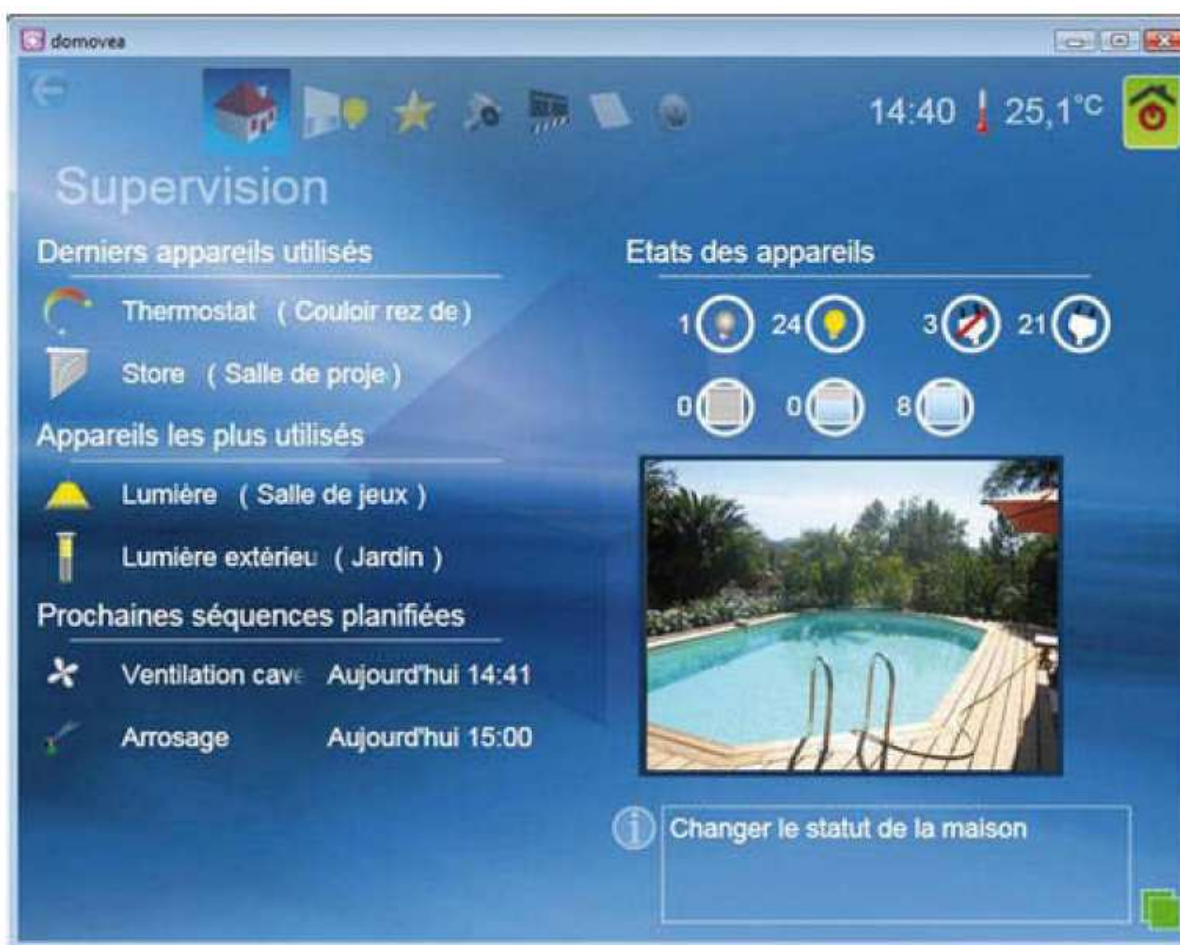 domovea
14:40 25,1°C
Supervision
Derniers appareils utilisés
Thermostat ( Couloir rez de )
Store ( Salle de proje )
Appareils les plus utilisés
Lumière ( Salle de jeux )
Lumière extérieu ( Jardin )
Prochaines séquences planifiées
Ventilation cave Aujourd'hui 14:41
Arrosage Aujourd'hui 15:00
Etats des appareils
1 24 3 21
0 0 8
Changer le statut de la maison